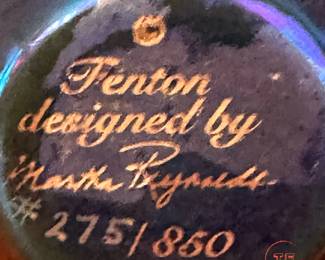 Fenton
designed by
Martha Reynolds
# 275/850